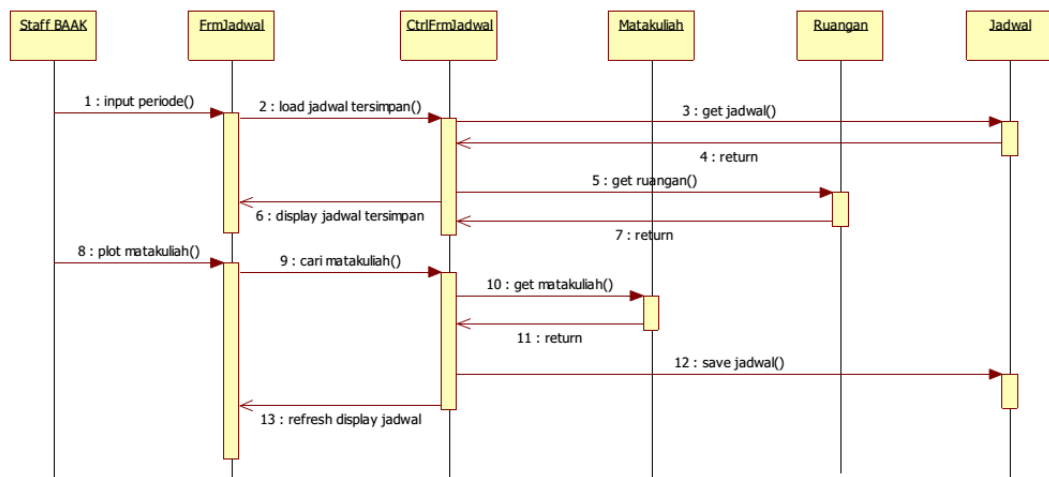 Staff BAAK
FrmJadwal
CtrlFrmJadwal
Matakuliah
Ruangan
Jadwal
1 : input periode()
2 : load jadwal tersimpan()
3 : get jadwal()
4 : return
5 : get ruangan()
6 : display jadwal tersimpan
7 : return
8 : plot matakuliah()
9 : cari matakuliah()
10 : get matakuliah()
11 : return
12 : save jadwal()
13 : refresh display jadwal